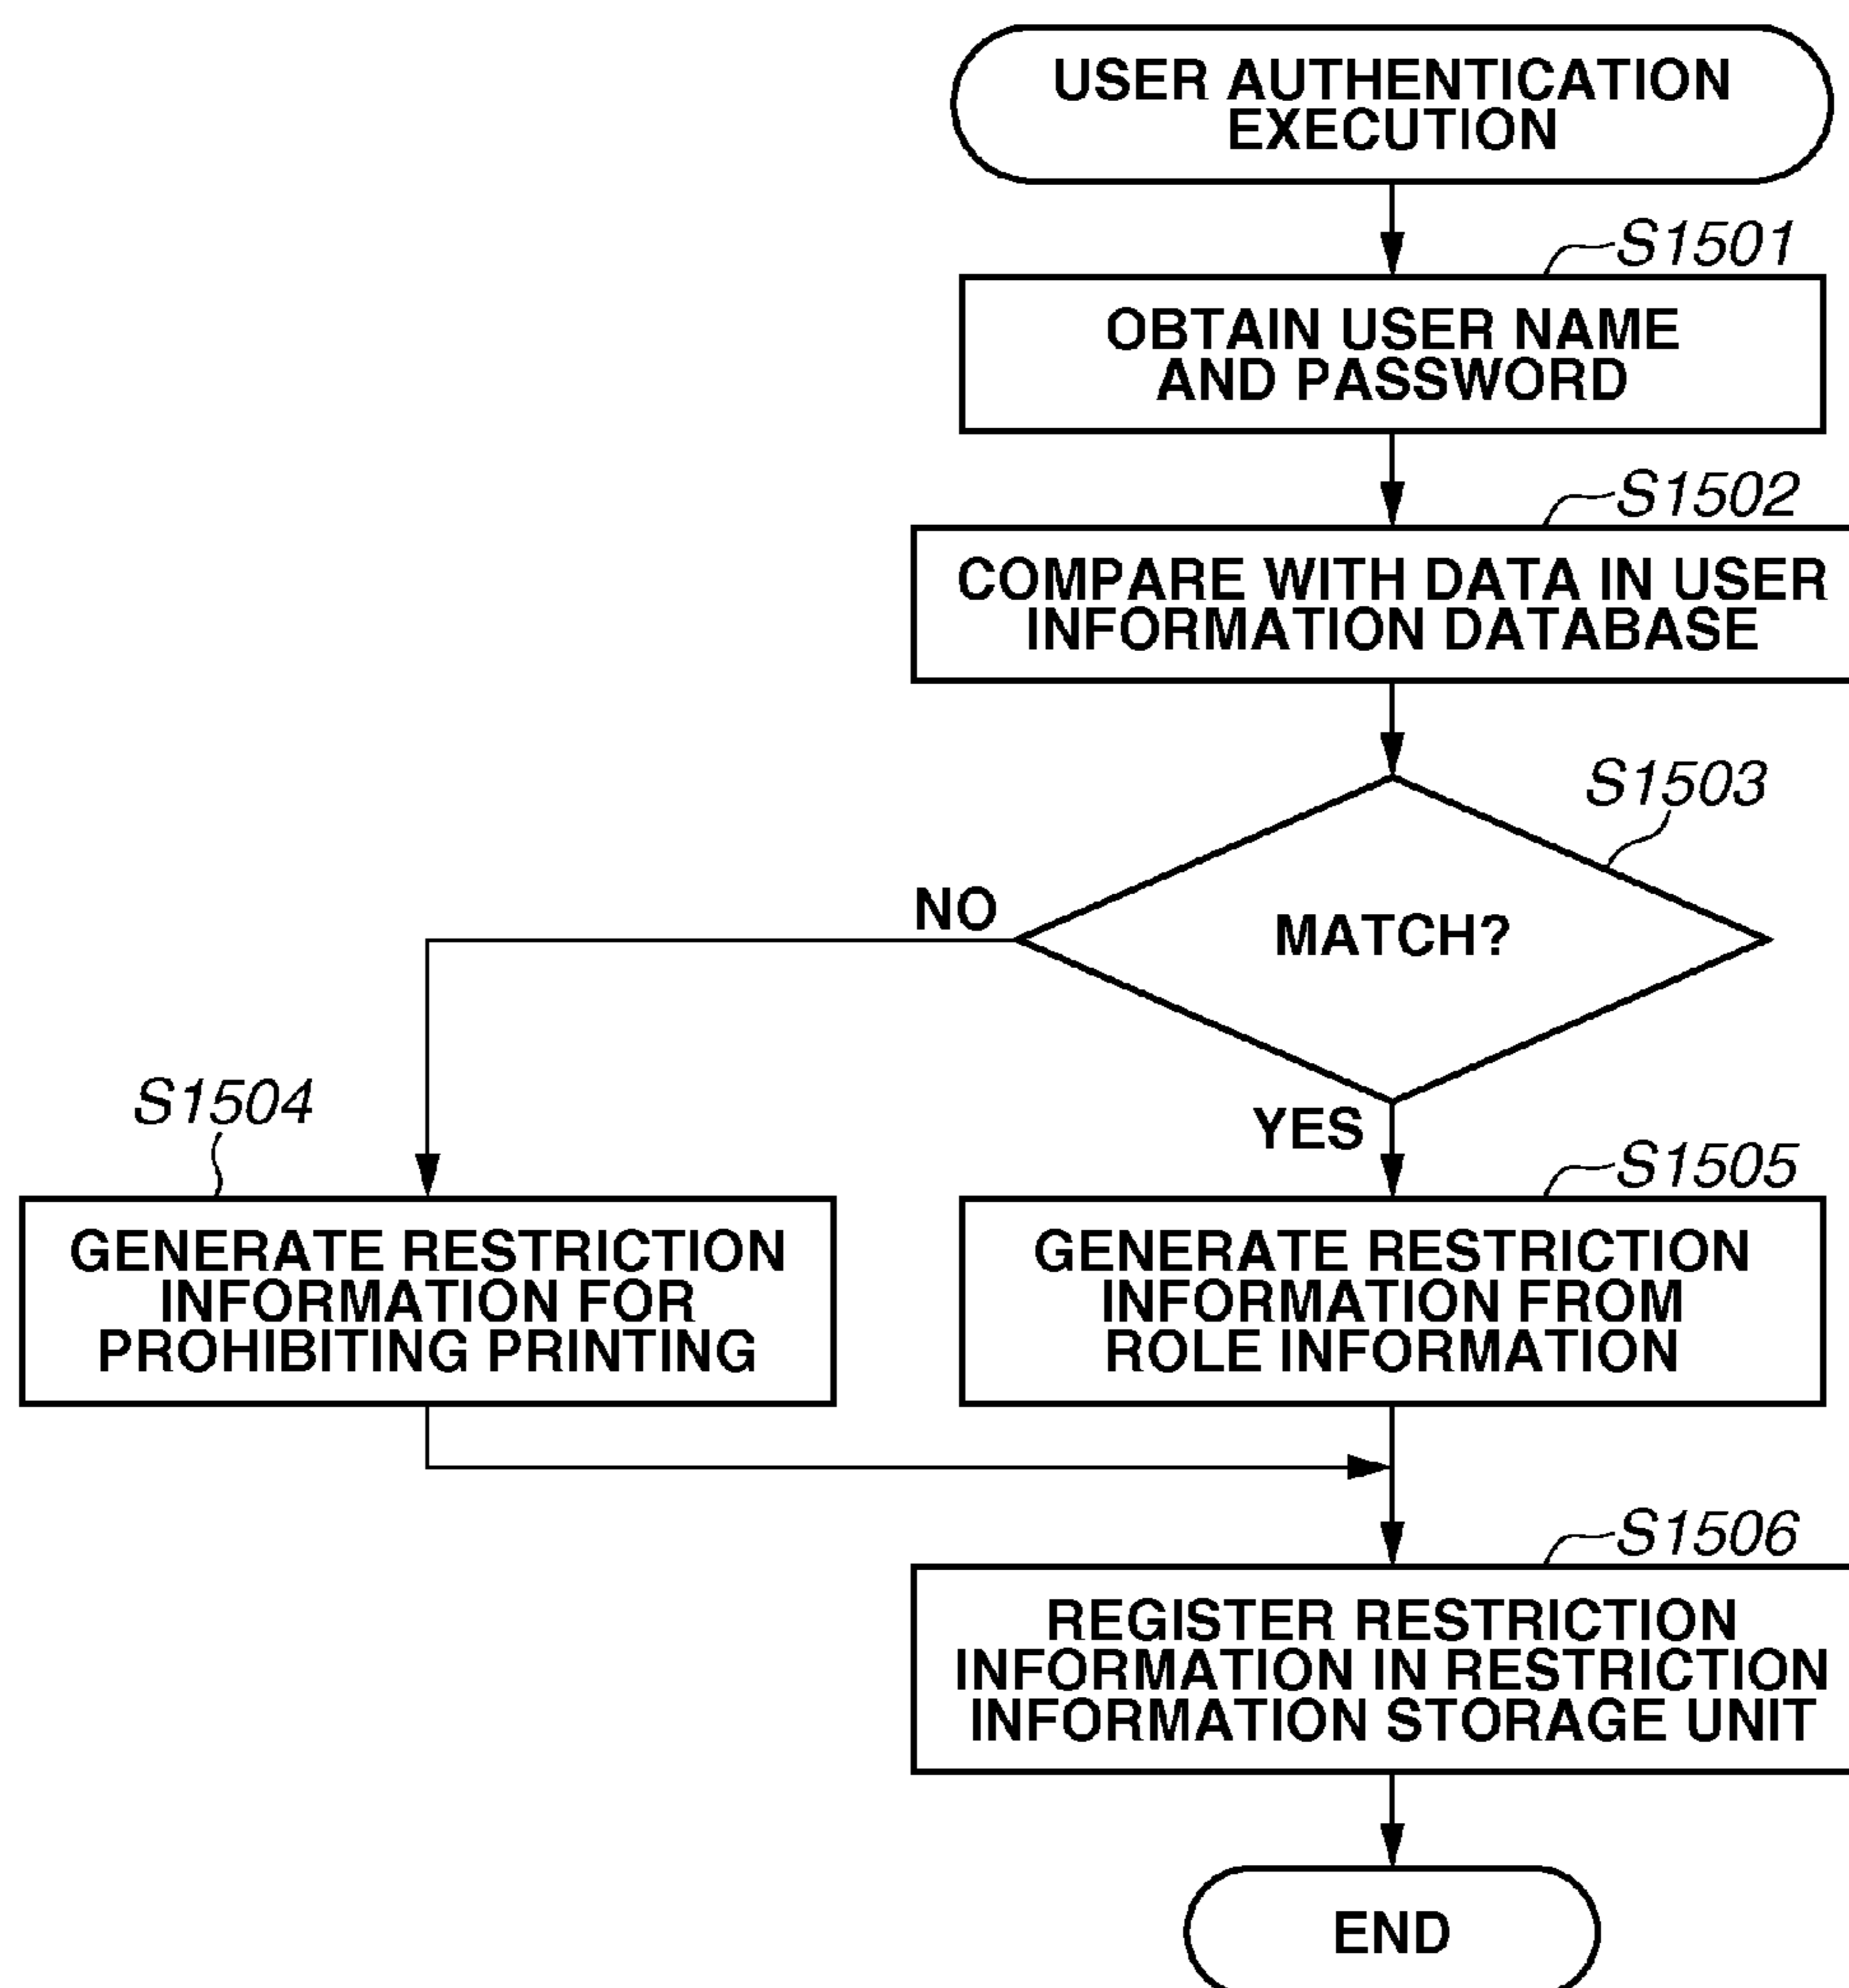 USER AUTHENTICATION
EXECUTION
S1501
OBTAIN USER NAME
AND PASSWORD
S1502
COMPARE WITH DATA IN USER
INFORMATION DATABASE
S1503
MATCH?
NO
YES
S1504
GENERATE RESTRICTION
INFORMATION FOR
PROHIBITING PRINTING
S1505
GENERATE RESTRICTION
INFORMATION FROM
ROLE INFORMATION
S1506
REGISTER RESTRICTION
INFORMATION IN RESTRICTION
INFORMATION STORAGE UNIT
END